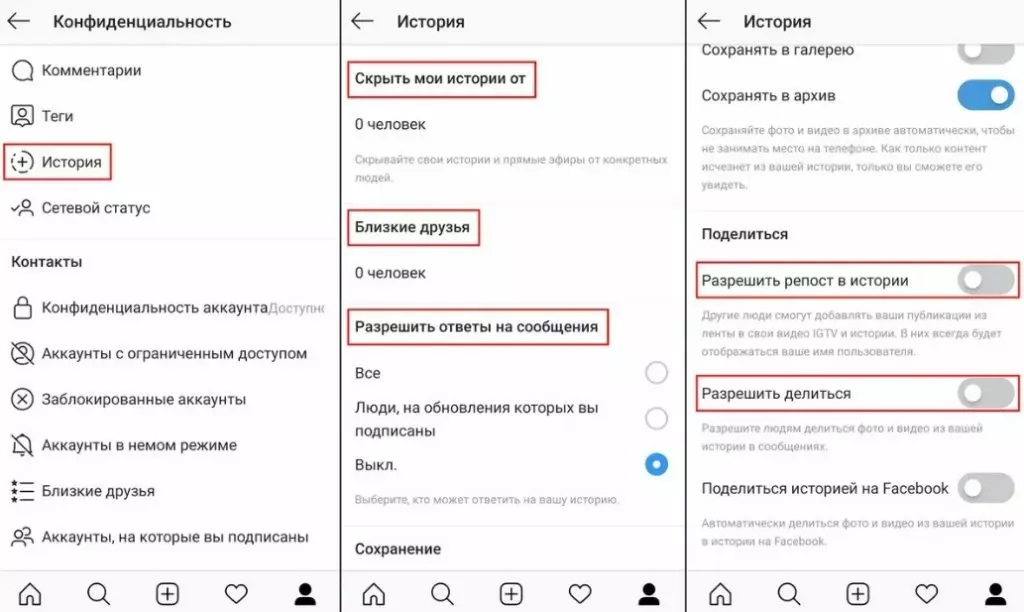 Конфиденциальность
Комментарии
Теги
История
Сетевой статус
Контакты
Конфиденциальность аккаунта Доступно
Аккаунты с ограниченным доступом
Заблокированные аккаунты
Аккаунты в немом режиме
Близкие друзья
Аккаунты, на которые вы подписаны
История
Скрыть мои истории от
0 человек
Скрывайте свои истории и прямые эфиры от конкретных
людей.
Близкие друзья
0 человек
Разрешить ответы на сообщения
Все
Люди, на обновления которых вы
подписаны
Выкл.
Выберите, кто может ответить на вашу историю.
Сохранение
История
Сохранять в галерею
Сохранять в архив
Сохраняйте фото и видео в архиве автоматически, чтобы
не занимать место на телефоне. Как только контент
исчезнет из вашей истории, только вы сможете его
увидеть.
Поделиться
Разрешить репост в истории
Другие люди смогут добавлять ваши публикации из
ленты в свои видео IGTV и истории. В них всегда будет
отображаться ваше имя пользователя.
Разрешить делиться
Разрешите людям делиться фото и видео из вашей
истории в сообщениях.
Поделиться историей на Facebook
Автоматически делиться фото и видео из вашей истории
в истории на Facebook.